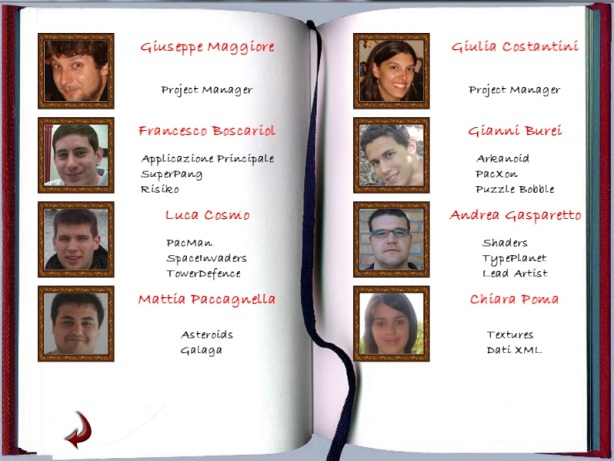 Giuseppe Maggiore
Project Manager
Francesco Boscariol
Applicazione Principale
SuperPang
Risiko
Luca Cosmo
PacMan
SpaceInvaders
TowerDefence
Mattia Paccagnella
Asteroids
Galaga
Giulia Costantini
Project Manager
Gianni Burei
Arkanoid
PacXon
Puzzle Bobble
Andrea Gasparetto
Shaders
TypePlanet
Lead Artist
Chiara Poma
Textures
Dati XML